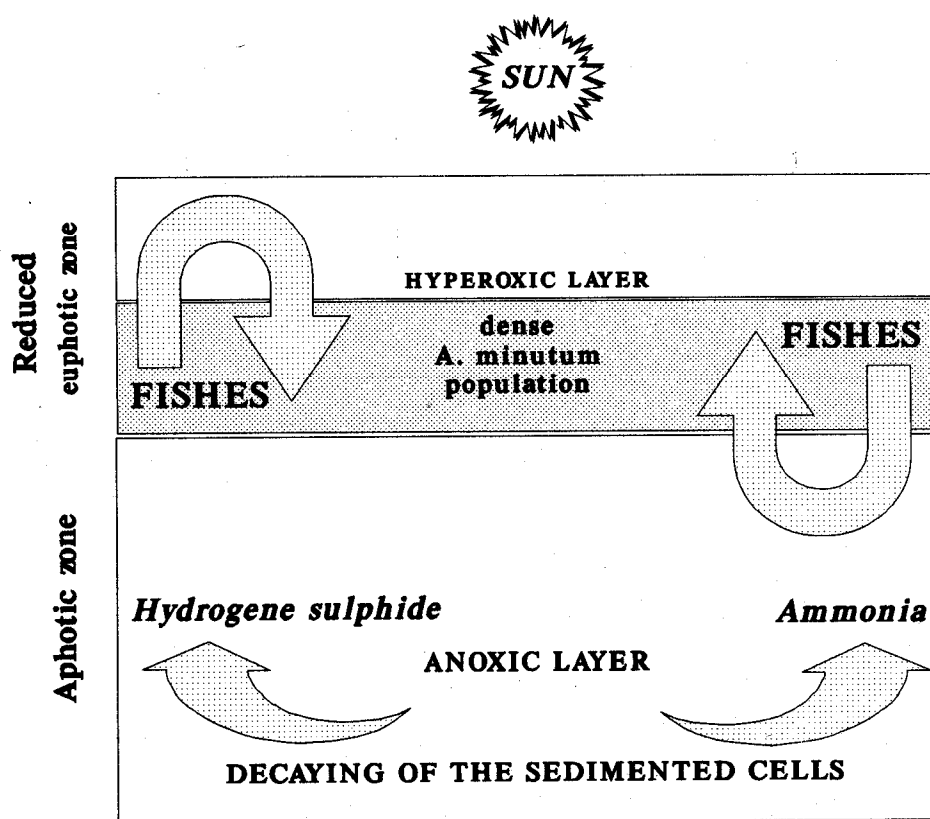 SUN
Reduced
euphotic zone
HYPEROXIC LAYER
dense
A. minutum
population
FISHES
FISHES
Aphotic zone
Hydrogene sulphide
Ammonia
ANOXIC LAYER
DECAYING OF THE SEDIMENTED CELLS